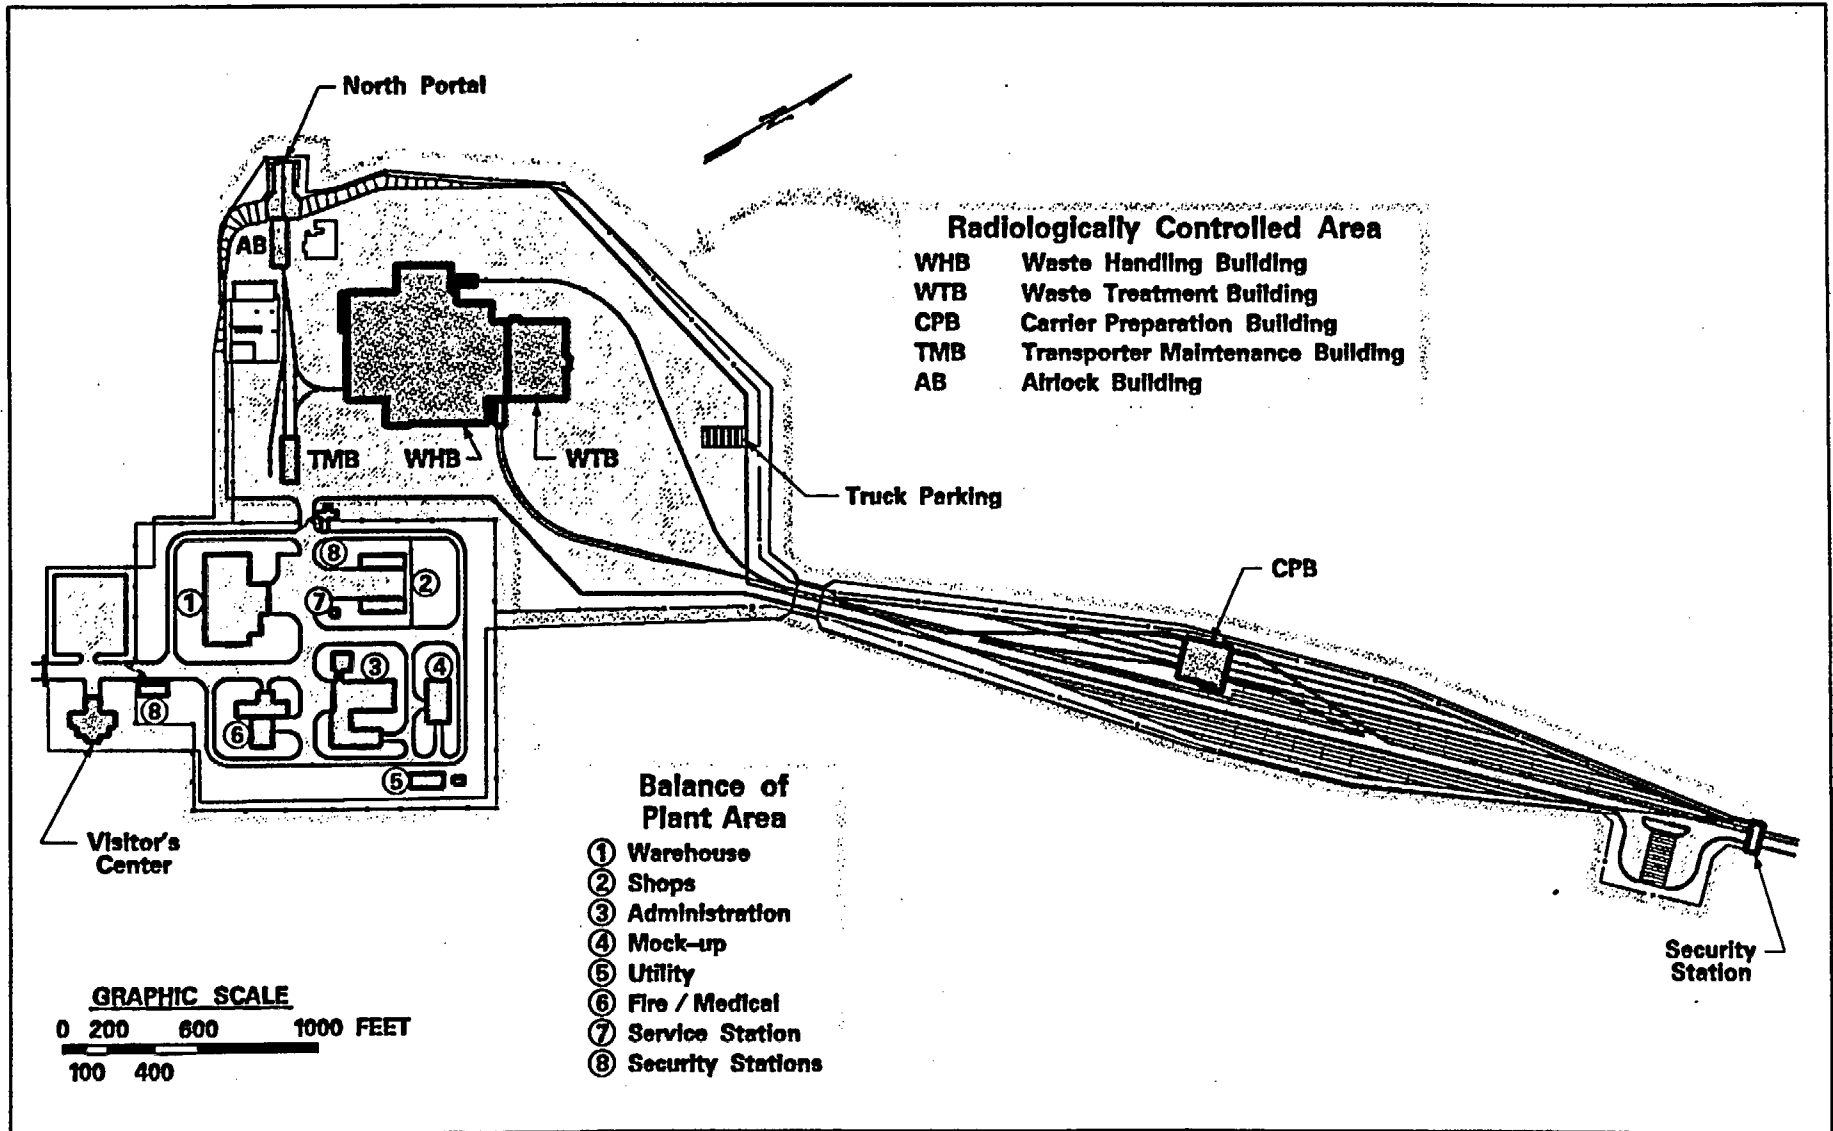 North Portal
N
Radiologically Controlled Area
WHB Waste Handling Building
WTB Waste Treatment Building
CPB Carrier Preparation Building
TMB Transporter Maintenance Building
AB Airlock Building
AB
TMB
WHB
WTB
Truck Parking
CPB
8
2
7
1
3
4
8
6
5
Visitor's
Center
Balance of
Plant Area
1 Warehouse
2 Shops
3 Administration
4 Mock-up
5 Utility
6 Fire / Medical
7 Service Station
8 Security Stations
Security
Station
GRAPHIC SCALE
0 200 600 1000 FEET
100 400